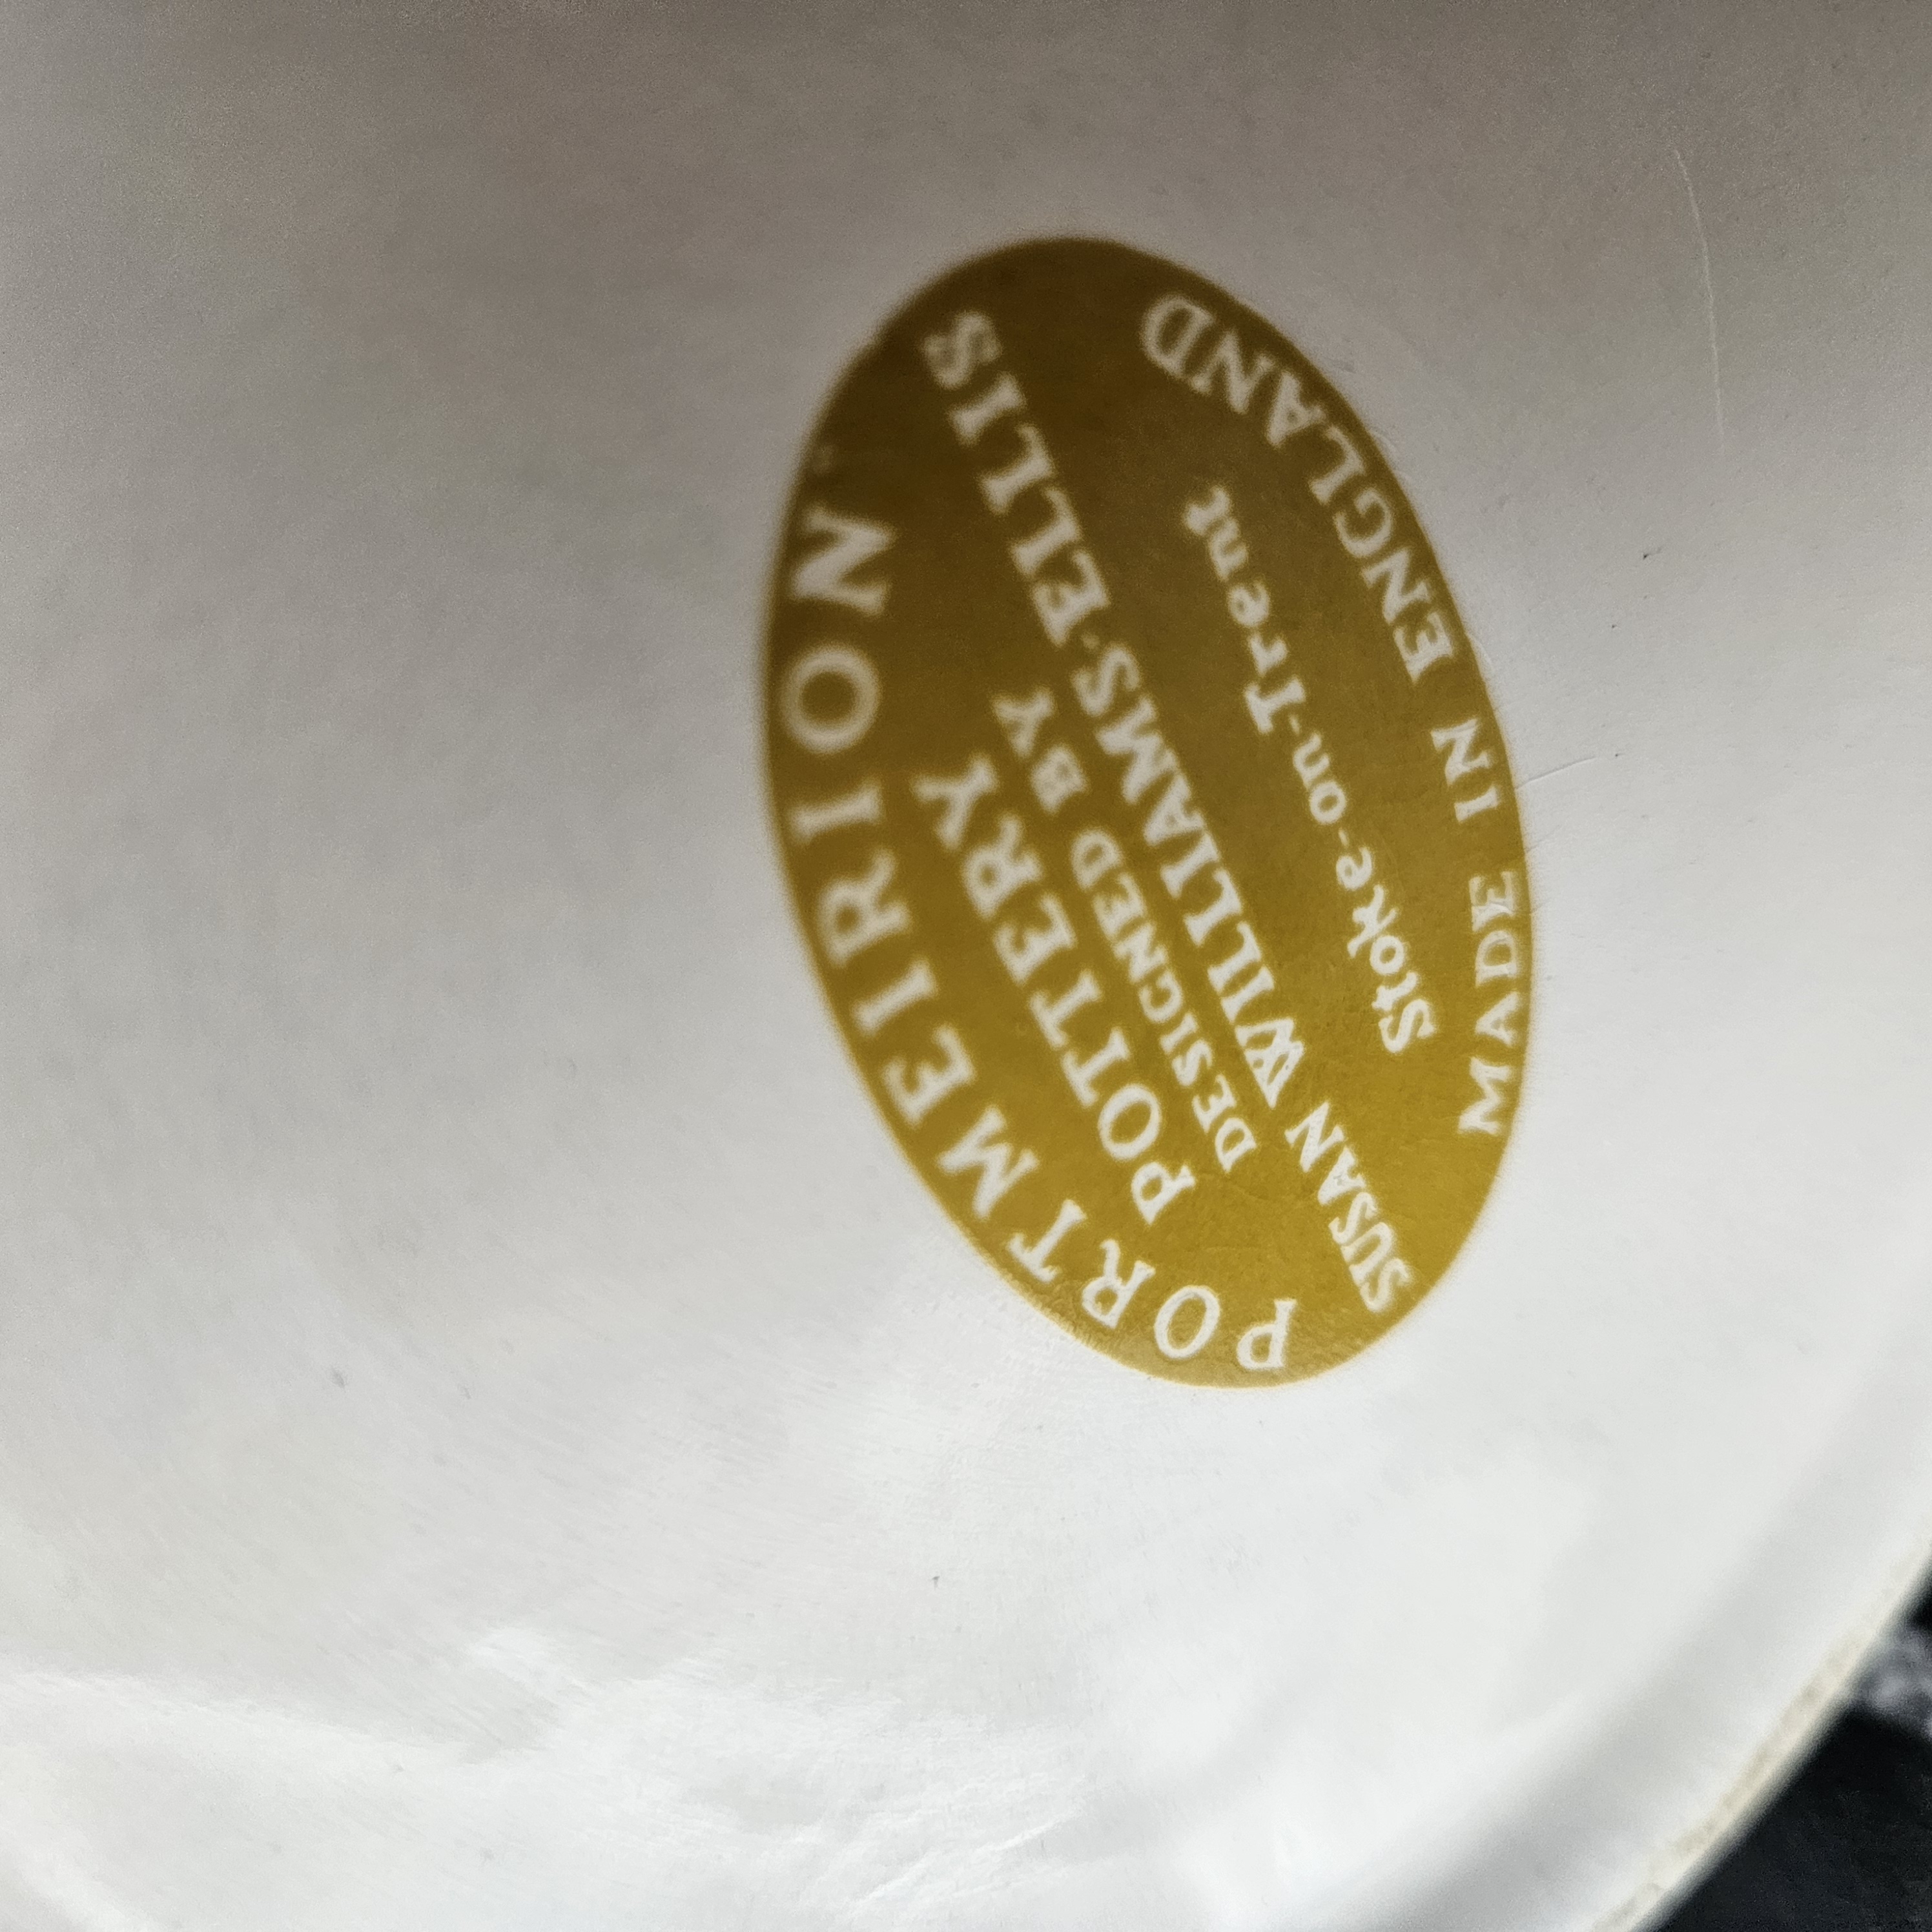 PORTMEIRION
POTTERY
DESIGNED BY
SUSAN WILLIAMS-ELLIS
Stoke-on-Trent
MADE IN ENGLAND